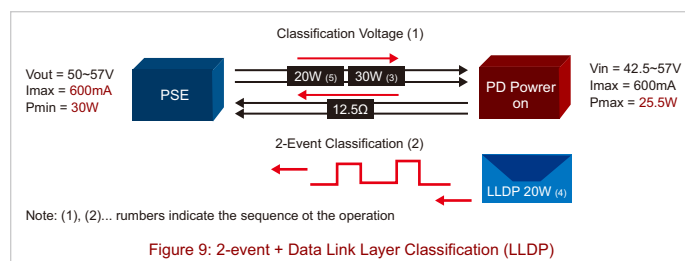 Classification Voltage (1)
Vout = 50~57V
Imax = 600mA
Pmin = 30W
PSE
20W (5)
30W (3)
12.5Ω
PD Powrer
on
Vin = 42.5~57V
Imax = 600mA
Pmax = 25.5W
2-Event Classification (2)
LLDP 20W (4)
Note: (1), (2)... rumbers indicate the sequence ot the operation
Figure 9: 2-event + Data Link Layer Classification (LLDP)